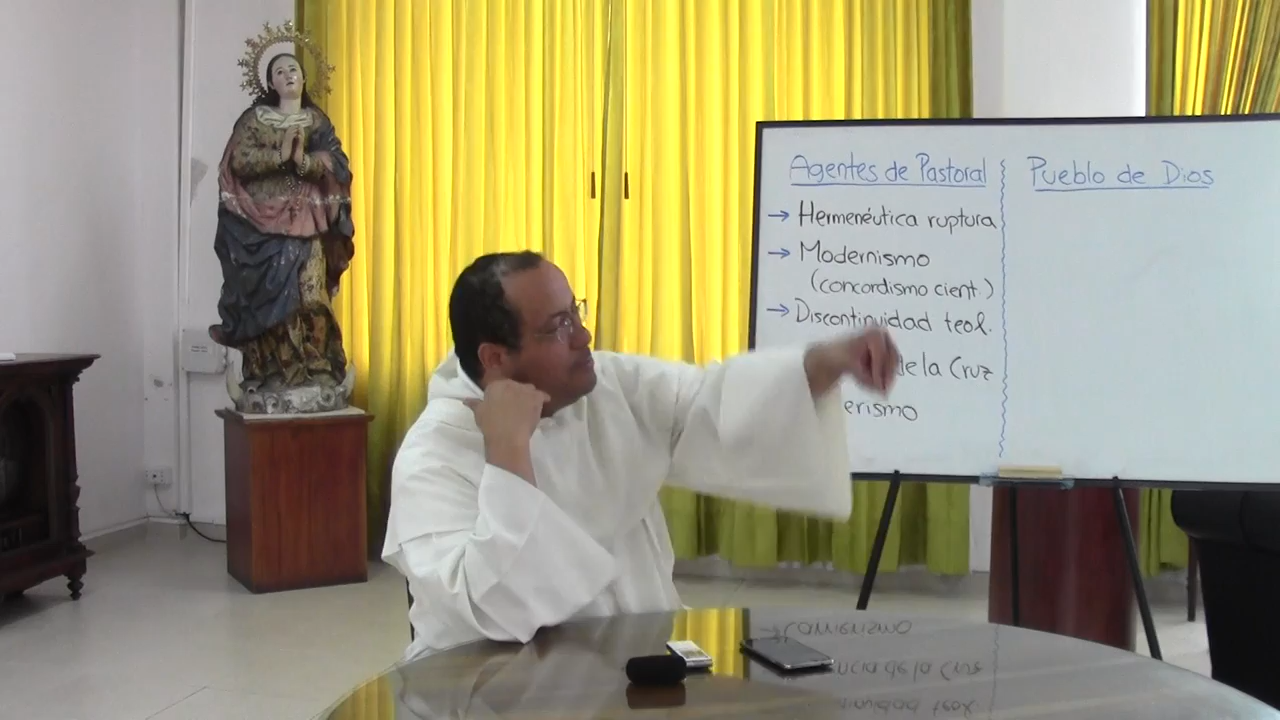 Agentes de Pastoral
→ Hermenéutica ruptura
→ Modernismo
(concordismo cient.)
→ Discontinuidad teol.
de la Cruz
erismo
Pueblo de Dios